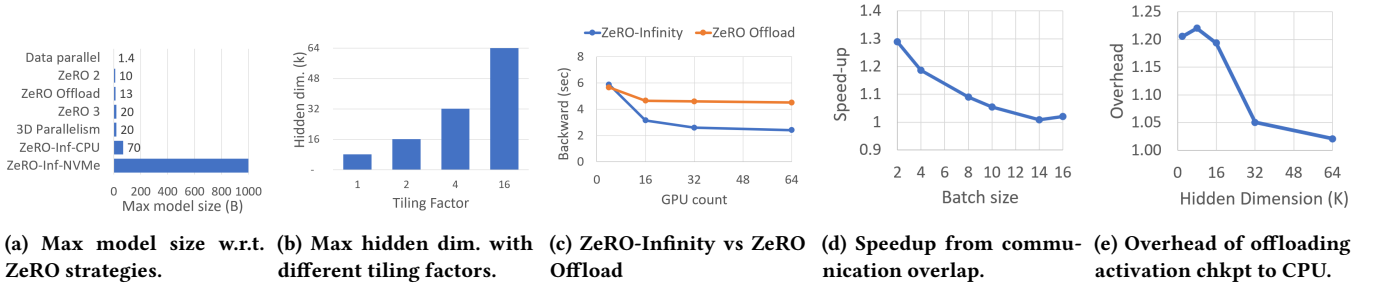 Data parallel 1.4
ZeRO 2 10
ZeRO Offload 13
ZeRO 3 20
3D Parallelism 20
ZeRO-Inf-CPU 70
ZeRO-Inf-NVMe
0 200 400 600 800 1000
Max model size (B)
(a) Max model size w.r.t.
ZeRO strategies.
Hidden dim. (k)
64
48
32
16
-
1 2 4 16
Tiling Factor
(b) Max hidden dim. with
different tiling factors.
ZeRO-Infinity ZeRO Offload
Backward (sec)
8
6
4
2
0
0 16 32 48 64
GPU count
(c) ZeRO-Infinity vs ZeRO
Offload
Speed-up
1.4
1.3
1.2
1.1
1
0.9
2 4 6 8 10 12 14 16
Batch size
(d) Speedup from commu-
nication overlap.
Overhead
1.25
1.20
1.15
1.10
1.05
1.00
0 16 32 48 64
Hidden Dimension (K)
(e) Overhead of offloading
activation chkpt to CPU.